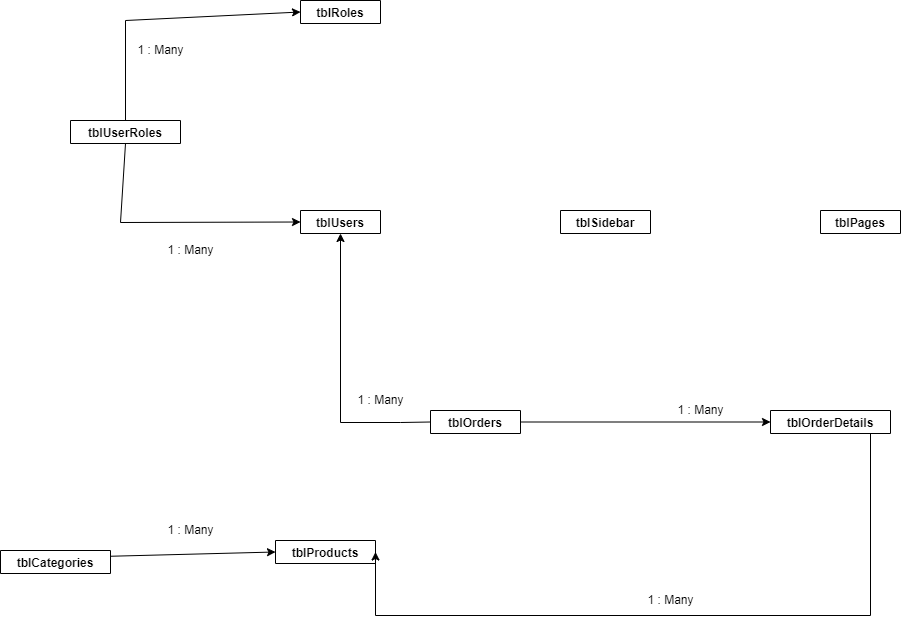 tblRoles
1 : Many
tblUserRoles
tblUsers
tblSidebar
tblPages
1 : Many
1 : Many
1 : Many
tblOrders
tblOrderDetails
1 : Many
tblProducts
tblCategories
1 : Many